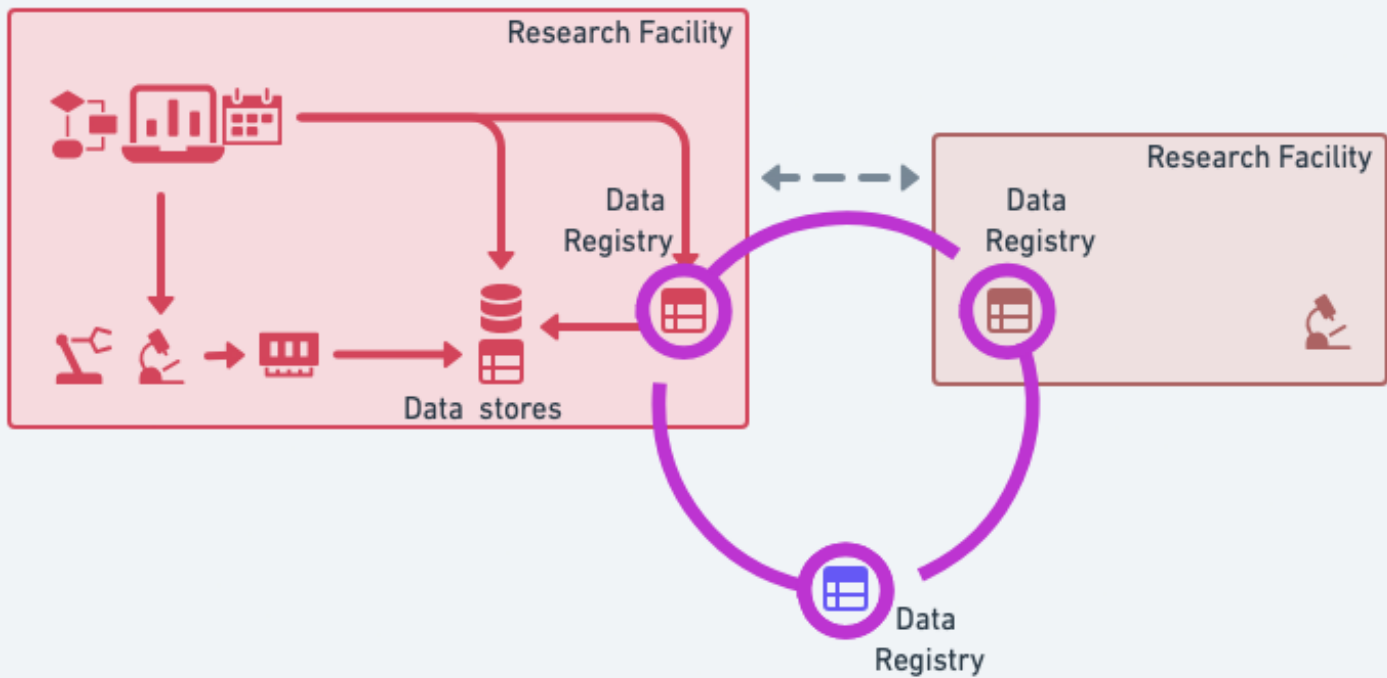 Research Facility
Research Facility
Data
Registry
Data
Registry
Data stores
Data
Registry